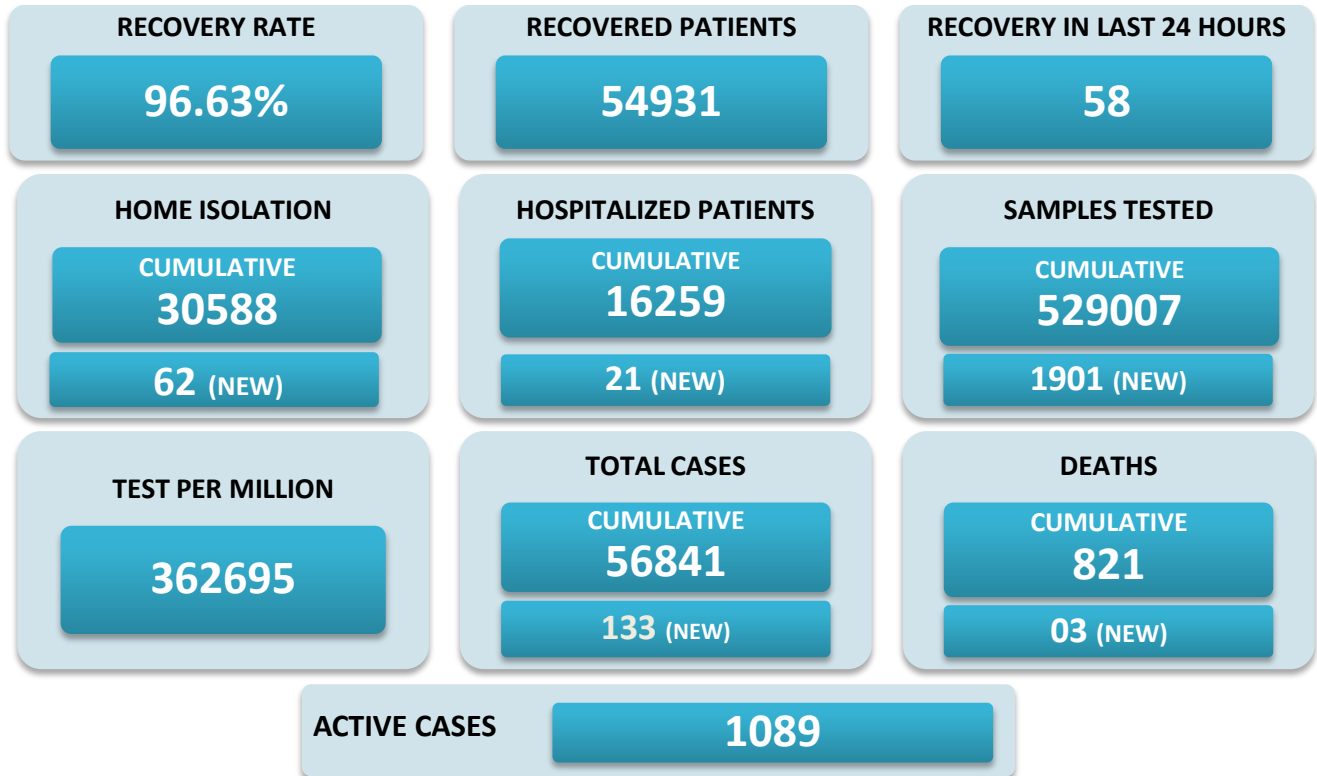 RECOVERY RATE
96.63%
RECOVERED PATIENTS
54931
RECOVERY IN LAST 24 HOURS
58
HOME ISOLATION
CUMULATIVE
30588
62 (NEW)
HOSPITALIZED PATIENTS
CUMULATIVE
16259
21 (NEW)
SAMPLES TESTED
CUMULATIVE
529007
1901 (NEW)
TEST PER MILLION
362695
TOTAL CASES
CUMULATIVE
56841
133 (NEW)
DEATHS
CUMULATIVE
821
03 (NEW)
ACTIVE CASES
1089